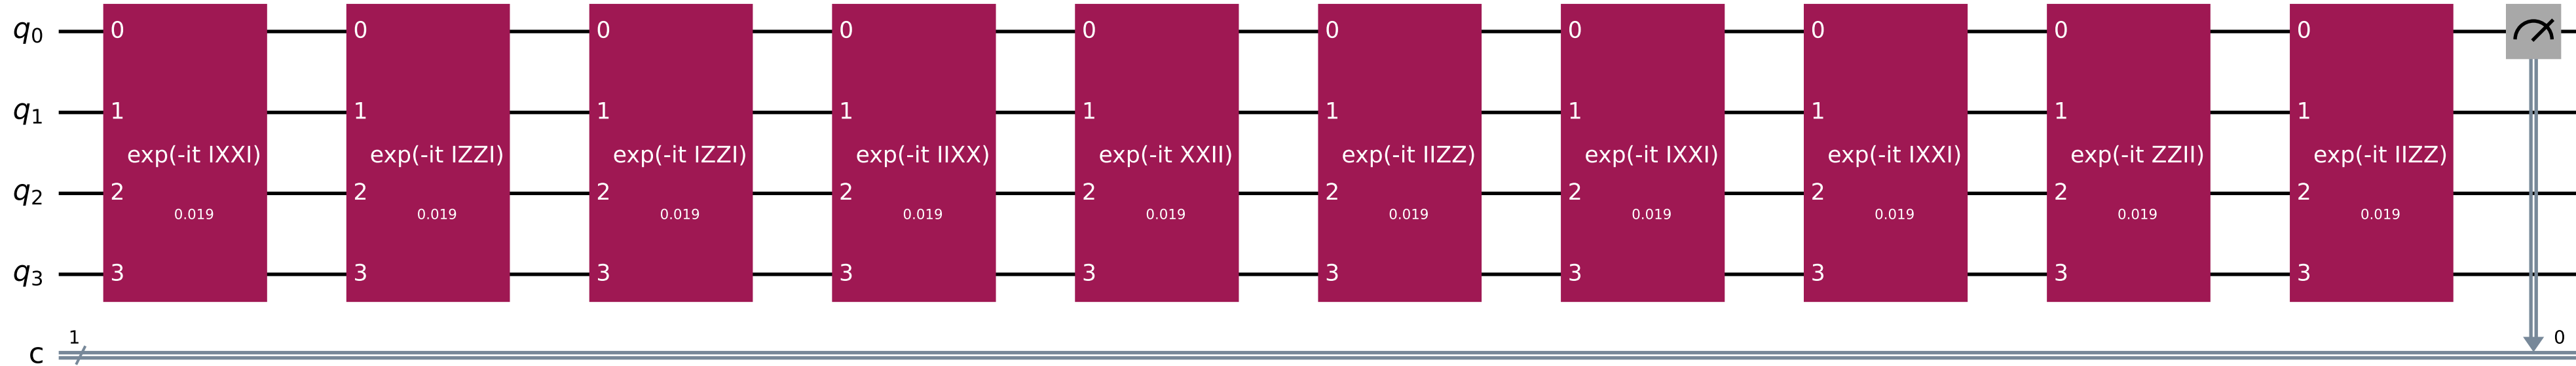 q0 0 0 0 0 0 0 0 0 0 0
q1 1 1 1 1 1 1 1 1 1 1
exp(-it IXXI) exp(-it IZZI) exp(-it IZZI) exp(-it IIXX) exp(-it XXII) exp(-it IIZZ) exp(-it IXXI) exp(-it IXXI) exp(-it ZZII) exp(-it IIZZ)
q2 2 2 2 2 2 2 2 2 2 2
0.019 0.019 0.019 0.019 0.019 0.019 0.019 0.019 0.019 0.019
q3 3 3 3 3 3 3 3 3 3 3
1 0
c